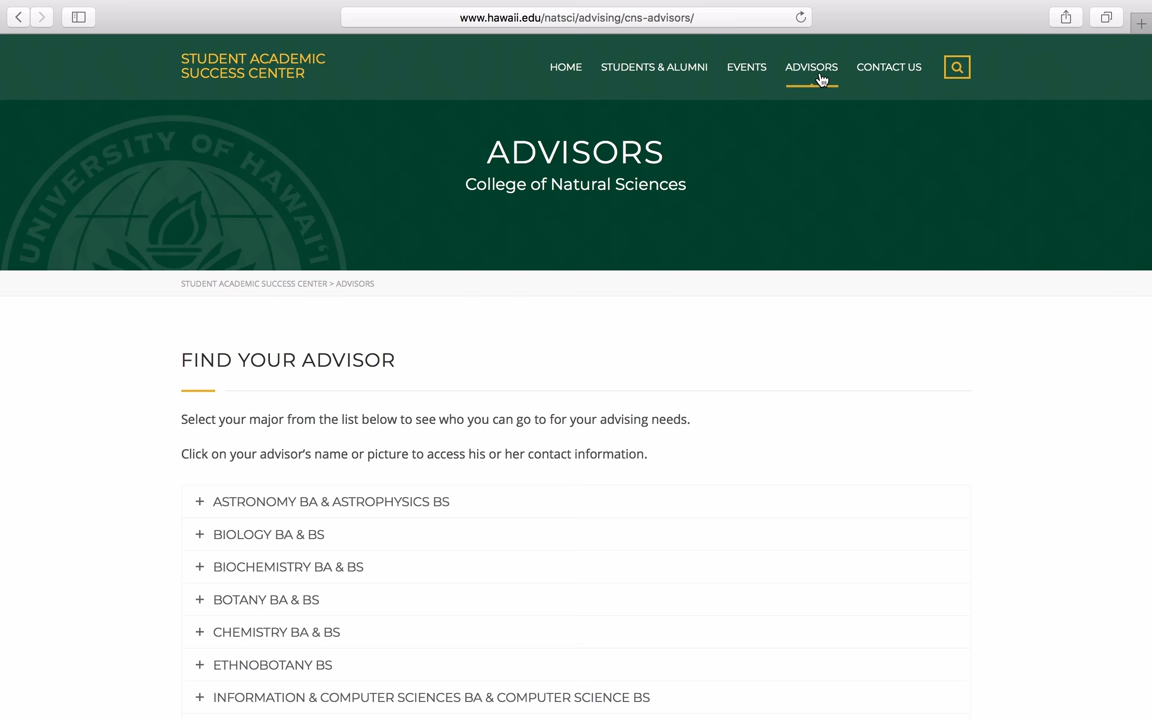 www.hawaii.edu/natsci/advising/cns-advisors/
STUDENT ACADEMIC
SUCCESS CENTER
HOME
STUDENTS & ALUMNI
EVENTS
ADVISORS
CONTACT US
UNIVERSITY OF HAWAIʻI
ADVISORS
College of Natural Sciences
STUDENT ACADEMIC SUCCESS CENTER > ADVISORS
FIND YOUR ADVISOR
Select your major from the list below to see who you can go to for your advising needs.
Click on your advisor’s name or picture to access his or her contact information.
+ ASTRONOMY BA & ASTROPHYSICS BS
+ BIOLOGY BA & BS
+ BIOCHEMISTRY BA & BS
+ BOTANY BA & BS
+ CHEMISTRY BA & BS
+ ETHNOBOTANY BS
+ INFORMATION & COMPUTER SCIENCES BA & COMPUTER SCIENCE BS